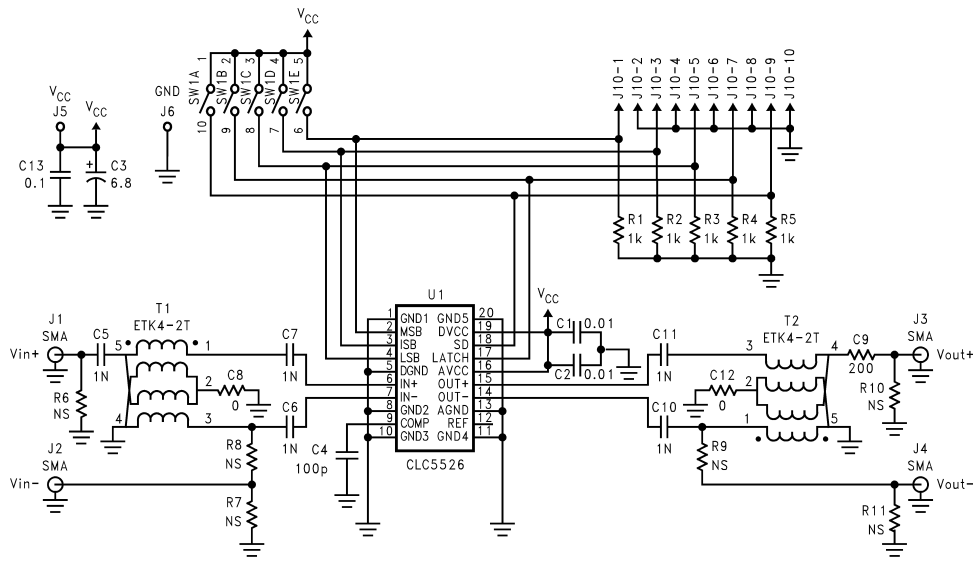 VCC
1 2 3 4 5
SW1A
SW1B
SW1C
SW1D
SW1E
10 9 8 7 6
J10-1
J10-2
J10-3
J10-4
J10-5
J10-6
J10-7
J10-8
J10-9
J10-10
VCC
J5
VCC
GND
J6
C13
0.1
+
C3
6.8
R1
1k
R2
1k
R3
1k
R4
1k
R5
1k
U1
1 GND1 GND5 20
2 MSB DVCC 19
3 ISB SD 18
4 LSB LATCH 17
5 DGND AVCC 16
6 IN+ OUT+ 15
7 IN- OUT- 14
8 GND2 AGND 13
9 COMP REF 12
10 GND3 GND4 11
CLC5526
VCC
C1 0.01
C2 0.01
J1
SMA
Vin+
R6
NS
C5
1N
T1
ETK4-2T
5
1
2
4
3
C8
0
C7
1N
C6
1N
C4
100p
J2
SMA
Vin-
R8
NS
R7
NS
C11
1N
C10
1N
T2
ETK4-2T
3
4
1
5
2
C12
0
C9
200
R10
NS
J3
SMA
Vout+
R9
NS
J4
SMA
Vout-
R11
NS